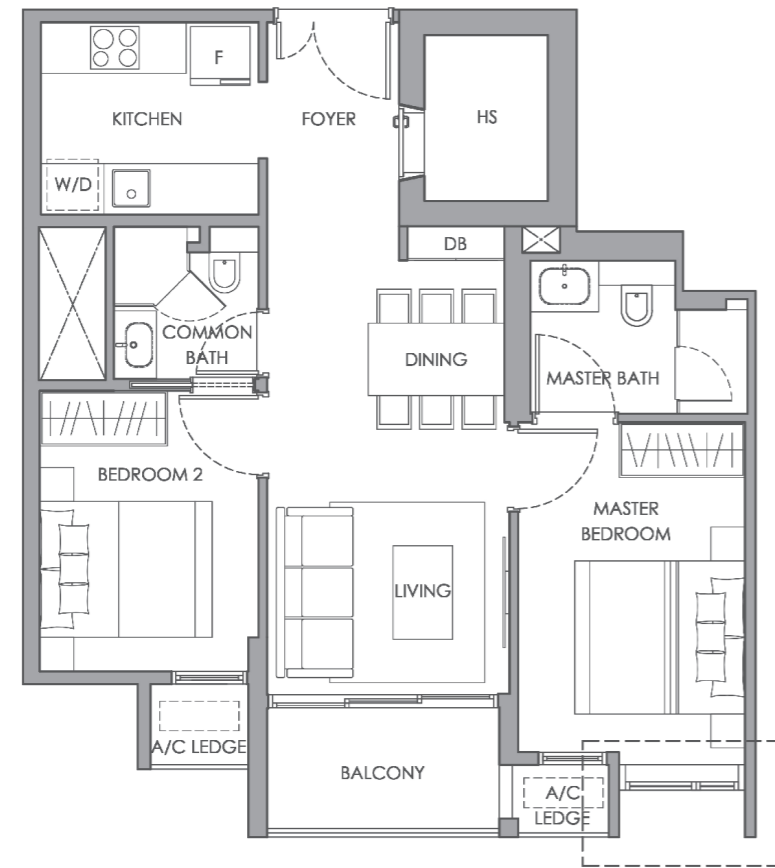 F
KITCHEN
FOYER
HS
W/D
DB
COMMON
BATH
DINING
MASTER BATH
BEDROOM 2
MASTER
BEDROOM
LIVING
A/C LEDGE
BALCONY
A/C
LEDGE